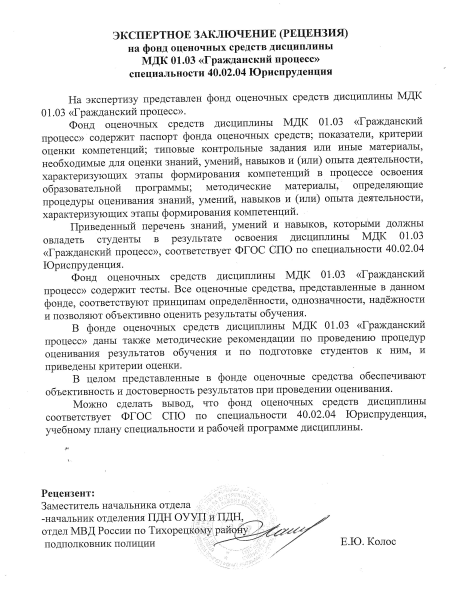 ЭКСПЕРТНОЕ ЗАКЛЮЧЕНИЕ (РЕЦЕНЗИЯ)
на фонд оценочных средств дисциплины
МДК 01.03 «Гражданский процесс»
специальности 40.02.04 Юриспруденция
На экспертизу представлен фонд оценочных средств дисциплины МДК
01.03 «Гражданский процесс».
Фонд оценочных средств дисциплины МДК 01.03 «Гражданский
процесс» содержит паспорт фонда оценочных средств; показатели, критерии
оценки компетенций; типовые контрольные задания или иные материалы,
необходимые для оценки знаний, умений, навыков и (или) опыта деятельности,
характеризующих этапы формирования компетенций в процессе освоения
образовательной программы; методические материалы, определяющие
процедуры оценивания знаний, умений, навыков и (или) опыта деятельности,
характеризующих этапы формирования компетенций.
Приведенный перечень знаний, умений и навыков, которыми должны
овладеть студенты в результате освоения дисциплины МДК 01.03
«Гражданский процесс», соответствует ФГОС СПО по специальности 40.02.04
Юриспруденция.
Фонд оценочных средств дисциплины МДК 01.03 «Гражданский
процесс» содержит тесты. Все оценочные средства, представленные в данном
фонде, соответствуют принципам определённости, однозначности, надёжности
и позволяют объективно оценить результаты обучения.
В фонде оценочных средств дисциплины МДК 01.03 «Гражданский
процесс» даны также методические рекомендации по проведению процедур
оценивания результатов обучения и по подготовке студентов к ним, и
приведены критерии оценки.
В целом представленные в фонде оценочные средства обеспечивают
объективность и достоверность результатов при проведении оценивания.
Можно сделать вывод, что фонд оценочных средств дисциплины
соответствует ФГОС СПО по специальности 40.02.04 Юриспруденция,
учебному плану специальности и рабочей программе дисциплины.
Рецензент:
Заместитель начальника отдела
-начальник отделения ПДН ОУУП и ПДН,
отдел МВД России по Тихорецкому району
подполковник полиции Е.Ю. Колос